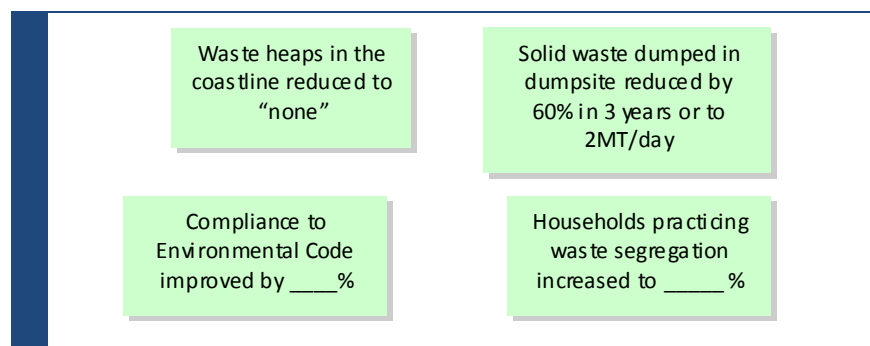 Waste heaps in the
coastline reduced to
“none”
Solid waste dumped in
dumpsite reduced by
60% in 3 years or to
2MT/day
Compliance to
Environmental Code
improved by ____%
Households practicing
waste segregation
increased to _____ %